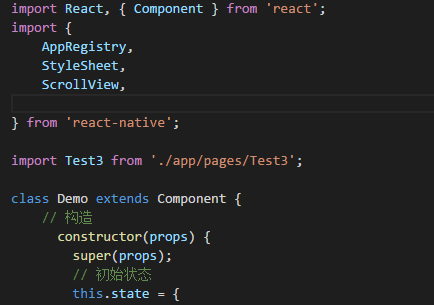 import React, { Component } from 'react';
import {
    AppRegistry,
    StyleSheet,
    ScrollView,

} from 'react-native';

import Test3 from './app/pages/Test3';

class Demo extends Component {
    // 构造
      constructor(props) {
        super(props);
        // 初始状态
        this.state = {